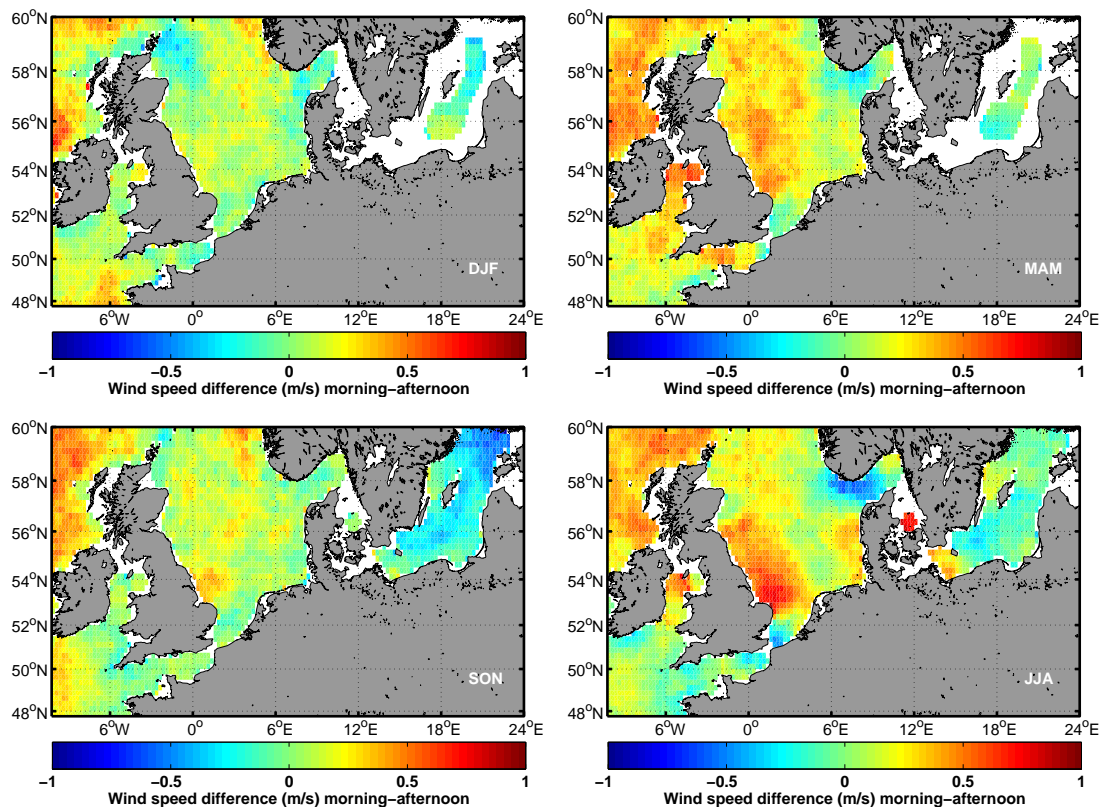 60°N
58°N
56°N
54°N
52°N
50°N
48°N
6°W 0° 6°E 12°E 18°E 24°E
DJF
−1 −0.5 0 0.5 1
Wind speed difference (m/s) morning−afternoon
60°N
58°N
56°N
54°N
52°N
50°N
48°N
6°W 0° 6°E 12°E 18°E 24°E
MAM
−1 −0.5 0 0.5 1
Wind speed difference (m/s) morning−afternoon
60°N
58°N
56°N
54°N
52°N
50°N
48°N
6°W 0° 6°E 12°E 18°E 24°E
SON
−1 −0.5 0 0.5 1
Wind speed difference (m/s) morning−afternoon
60°N
58°N
56°N
54°N
52°N
50°N
48°N
6°W 0° 6°E 12°E 18°E 24°E
JJA
−1 −0.5 0 0.5 1
Wind speed difference (m/s) morning−afternoon